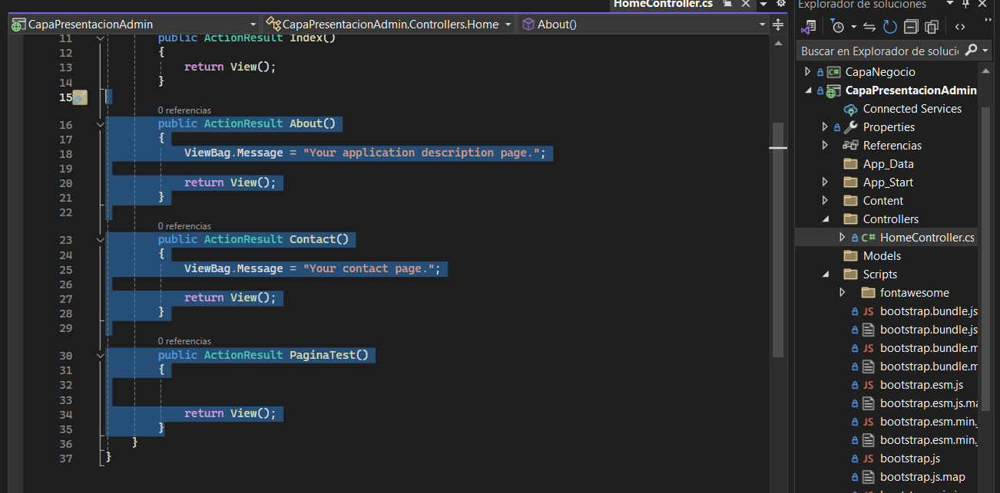 HomeController.cs
CapaPresentacionAdmin
CapaPresentacionAdmin.Controllers.Home
About()
11 public ActionResult Index()
12 {
13 return View();
14 }
15
0 referencias
16 public ActionResult About()
17 {
18 ViewBag.Message = "Your application description page.";
19
20 return View();
21 }
22
0 referencias
23 public ActionResult Contact()
24 {
25 ViewBag.Message = "Your contact page.";
26
27 return View();
28 }
29
0 referencias
30 public ActionResult PaginaTest()
31 {
32
33
34 return View();
35 }
36 }
37 }
Explorador de soluciones
Buscar en Explorador de soluci
C# CapaNegocio
CapaPresentacionAdmin
Connected Services
Properties
Referencias
App_Data
App_Start
Content
Controllers
C# HomeController.cs
Models
Scripts
fontawesome
JS bootstrap.bundle.js
bootstrap.bundle.js
JS bootstrap.bundle.m
bootstrap.bundle.m
JS bootstrap.esm.js
bootstrap.esm.js.ma
JS bootstrap.esm.min.
bootstrap.esm.min.
JS bootstrap.js
bootstrap.js.map